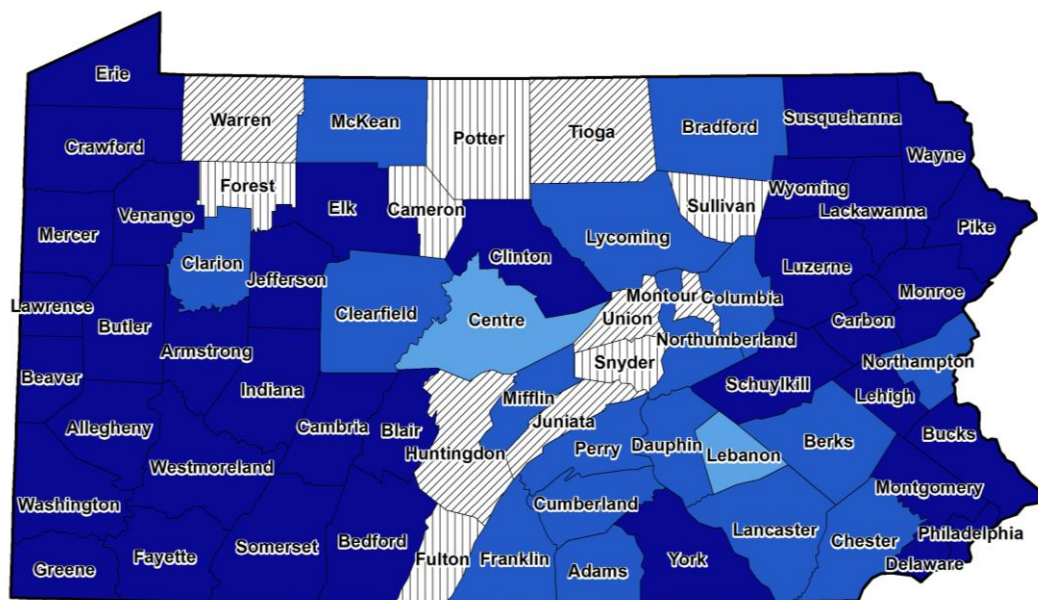 Erie
Warren
McKean
Potter
Tioga
Bradford
Susquehanna
Crawford
Wayne
Forest
Elk
Cameron
Sullivan
Wyoming
Lackawanna
Venango
Mercer
Pike
Lycoming
Clinton
Clarion
Jefferson
Luzerne
Monroe
Lawrence
Butler
Clearfield
Centre
Montour
Columbia
Union
Carbon
Armstrong
Northumberland
Snyder
Northampton
Beaver
Indiana
Schuylkill
Lehigh
Mifflin
Allegheny
Cambria
Blair
Juniata
Bucks
Huntingdon
Perry
Dauphin
Lebanon
Berks
Westmoreland
Montgomery
Washington
Cumberland
Lancaster
Philadelphia
Chester
Somerset
Bedford
Fayette
Fulton
Franklin
York
Delaware
Greene
Adams